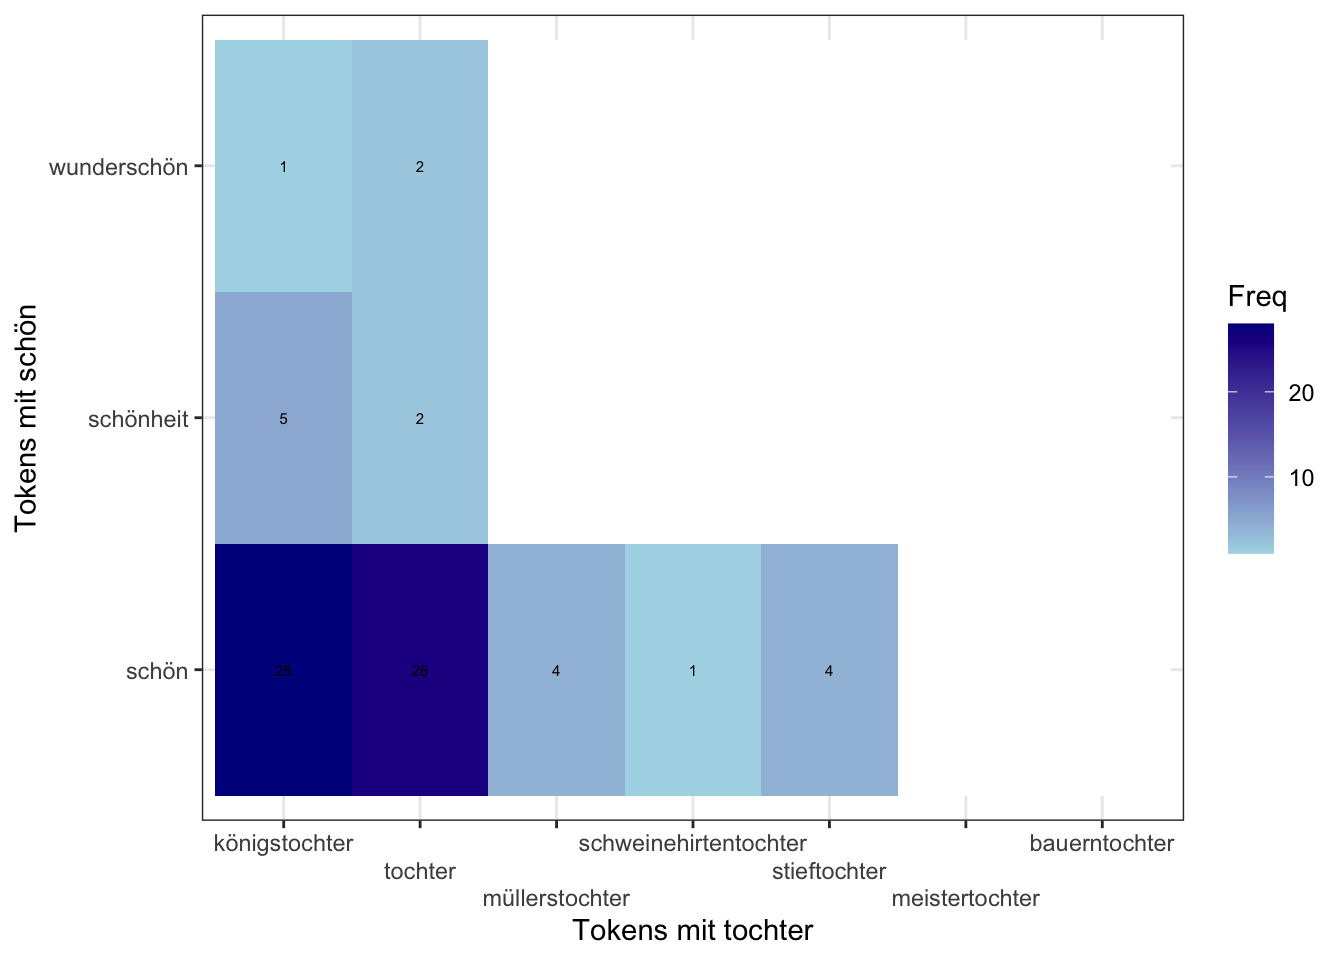 wunderschön
schönheit
schön
Tokens mit schön
1 2
5 2
28 26 4 1 4
königstochter schweinehirtentochter bauerntochter
tochter stieftochter
müllerstochter meistertochter
Tokens mit tochter
Freq
20
10